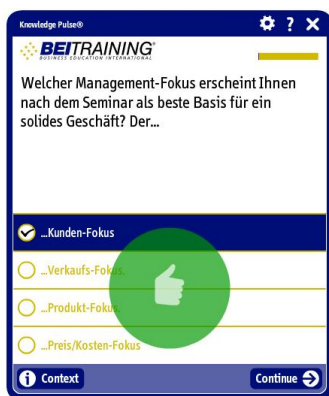 Knowledge Pulse®
? X
BEITRAINING®
BUSINESS EDUCATION INTERNATIONAL
Welcher Management-Fokus erscheint Ihnen
nach dem Seminar als beste Basis für ein
solides Geschäft? Der...
...Kunden-Fokus
...Verkaufs-Fokus
...Produkt-Fokus
...Preis/Kosten-Fokus
i Context
Continue